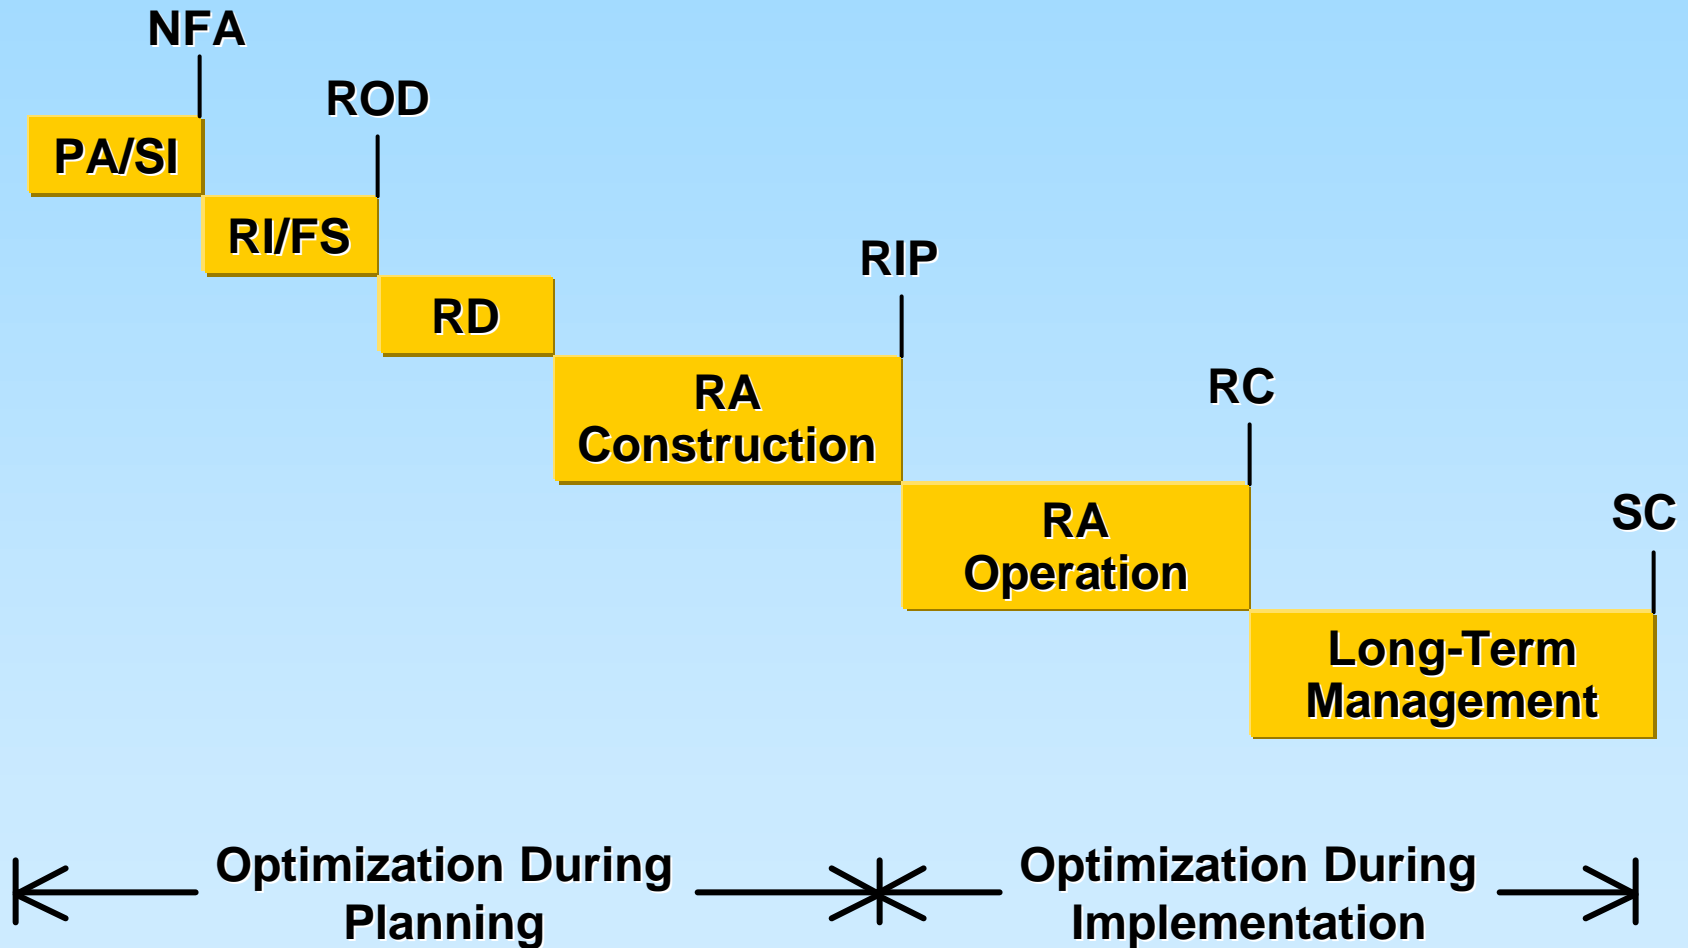 NFA
ROD
PA/SI
RI/FS
RIP
RD
RA
Construction
RC
RA
Operation
SC
Long-Term
Management
Optimization During
Planning
Optimization During
Implementation